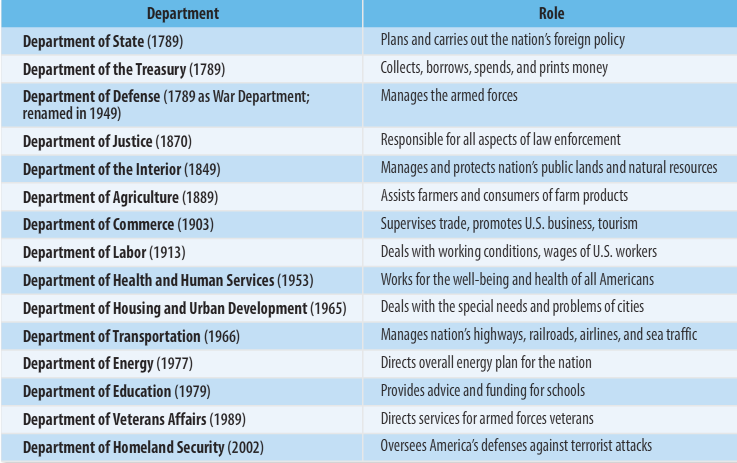 Department Role
Department of State (1789) Plans and carries out the nation's foreign policy
Department of the Treasury (1789) Collects, borrows, spends, and prints money
Department of Defense (1789 as War Department; Manages the armed forces
renamed in 1949)
Department of Justice (1870) Responsible for all aspects of law enforcement
Department of the Interior (1849) Manages and protects nation's public lands and natural resources
Department of Agriculture (1889) Assists farmers and consumers of farm products
Department of Commerce (1903) Supervises trade, promotes U.S. business, tourism
Department of Labor (1913) Deals with working conditions, wages of U.S. workers
Department of Health and Human Services (1953) Works for the well-being and health of all Americans
Department of Housing and Urban Development (1965) Deals with the special needs and problems of cities
Department of Transportation (1966) Manages nation's highways, railroads, airlines, and sea traffic
Department of Energy (1977) Directs overall energy plan for the nation
Department of Education (1979) Provides advice and funding for schools
Department of Veterans Affairs (1989) Directs services for armed forces veterans
Department of Homeland Security (2002) Oversees America's defenses against terrorist attacks